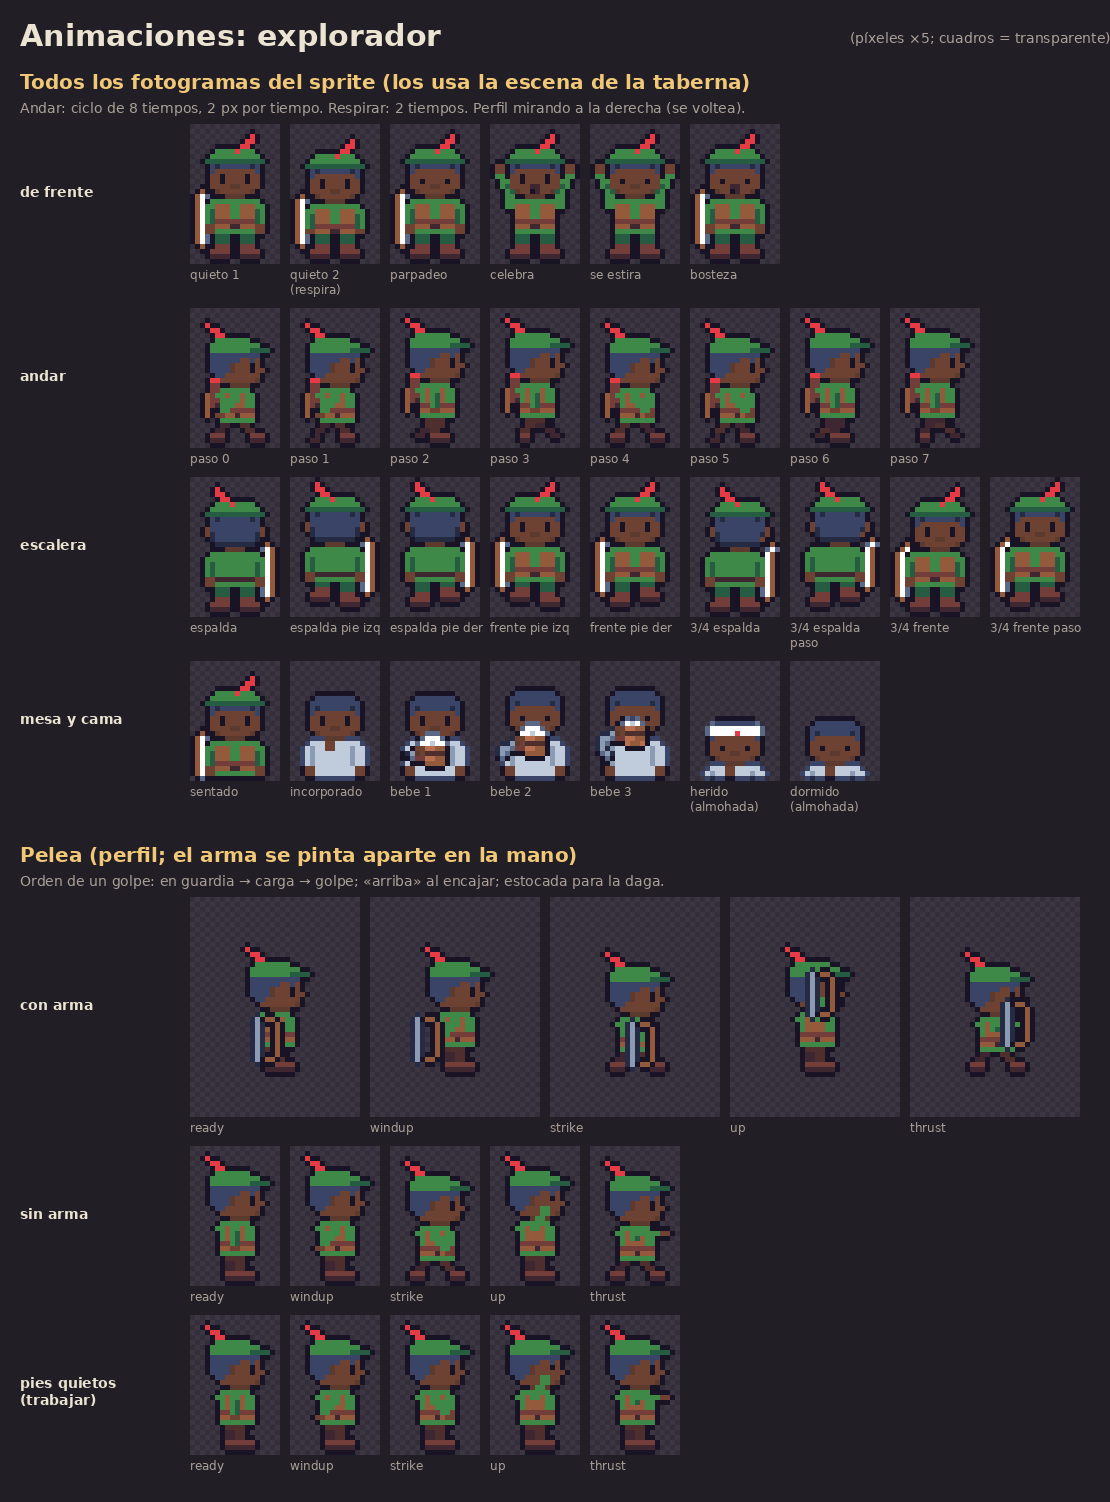 Animaciones: explorador
(píxeles ×5; cuadros = transparente)
Todos los fotogramas del sprite (los usa la escena de la taberna)
Andar: ciclo de 8 tiempos, 2 px por tiempo. Respirar: 2 tiempos. Perfil mirando a la derecha (se voltea).
de frente
quieto 1
quieto 2
(respira)
parpadeo
celebra
se estira
bosteza
andar
paso 0
paso 1
paso 2
paso 3
paso 4
paso 5
paso 6
paso 7
escalera
espalda
espalda pie izq
espalda pie der
frente pie izq
frente pie der
3/4 espalda
3/4 espalda
paso
3/4 frente
3/4 frente paso
mesa y cama
sentado
incorporado
bebe 1
bebe 2
bebe 3
herido
(almohada)
dormido
(almohada)
Pelea (perfil; el arma se pinta aparte en la mano)
Orden de un golpe: en guardia → carga → golpe; «arriba» al encajar; estocada para la daga.
con arma
ready
windup
strike
up
thrust
sin arma
ready
windup
strike
up
thrust
pies quietos
(trabajar)
ready
windup
strike
up
thrust